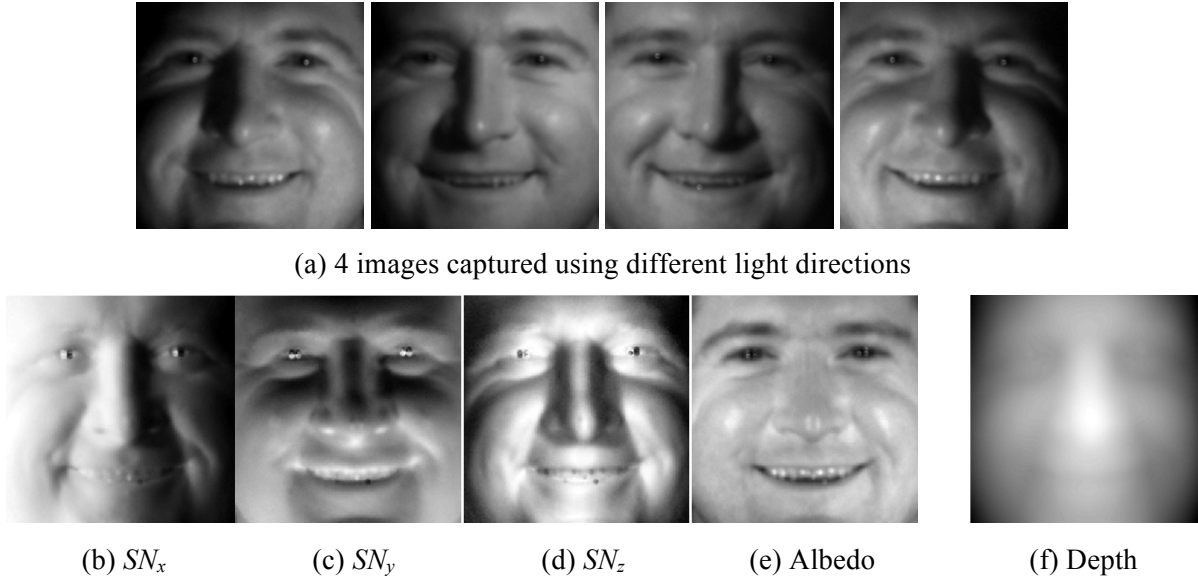 (a) 4 images captured using different light directions
(b) SNx
(c) SNy
(d) SNz
(e) Albedo
(f) Depth